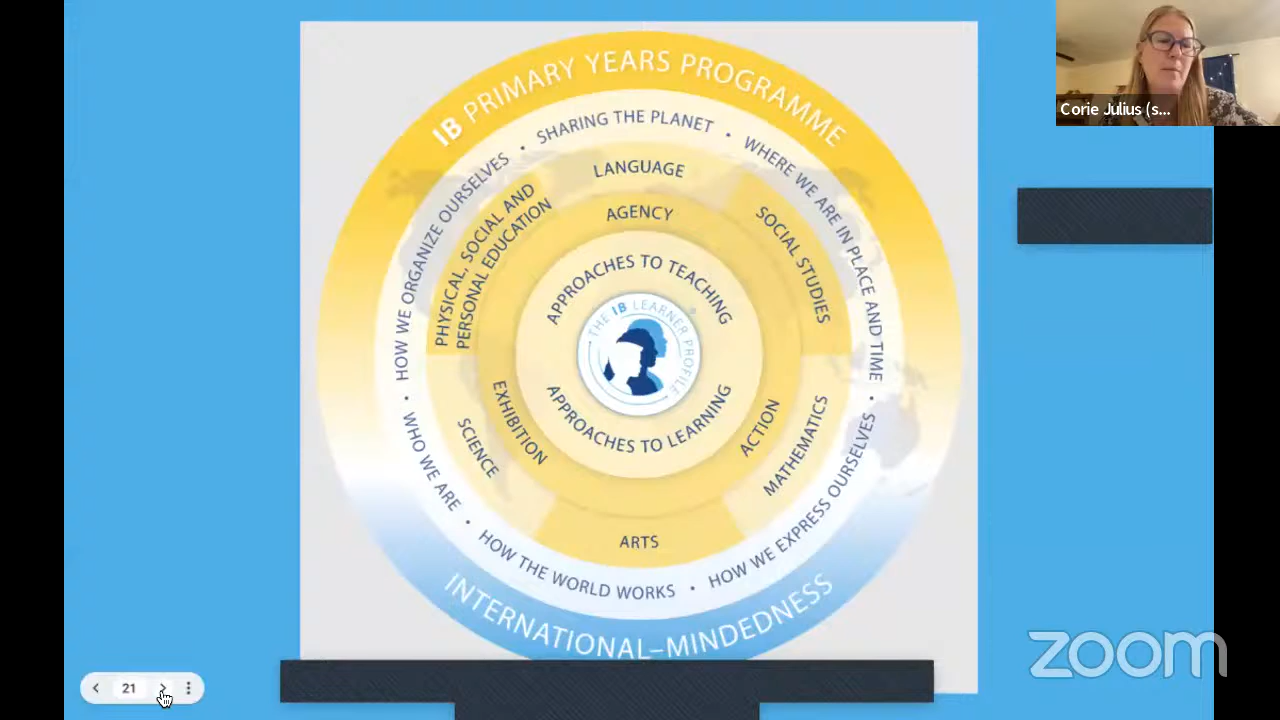 IB PRIMARY YEARS PROGRAMME
HOW WE ORGANIZE OURSELVES • SHARING THE PLANET • WHERE WE ARE IN PLACE AND TIME •
HOW WE EXPRESS OURSELVES • HOW THE WORLD WORKS • WHO WE ARE •
LANGUAGE
SOCIAL STUDIES
MATHEMATICS
ARTS
SCIENCE
PHYSICAL, SOCIAL AND
PERSONAL EDUCATION
AGENCY
ACTION
EXHIBITION
APPROACHES TO TEACHING
APPROACHES TO LEARNING
THE IB LEARNER PROFILE
®
INTERNATIONAL–MINDEDNESS
Corie Julius (s...
21
zoom